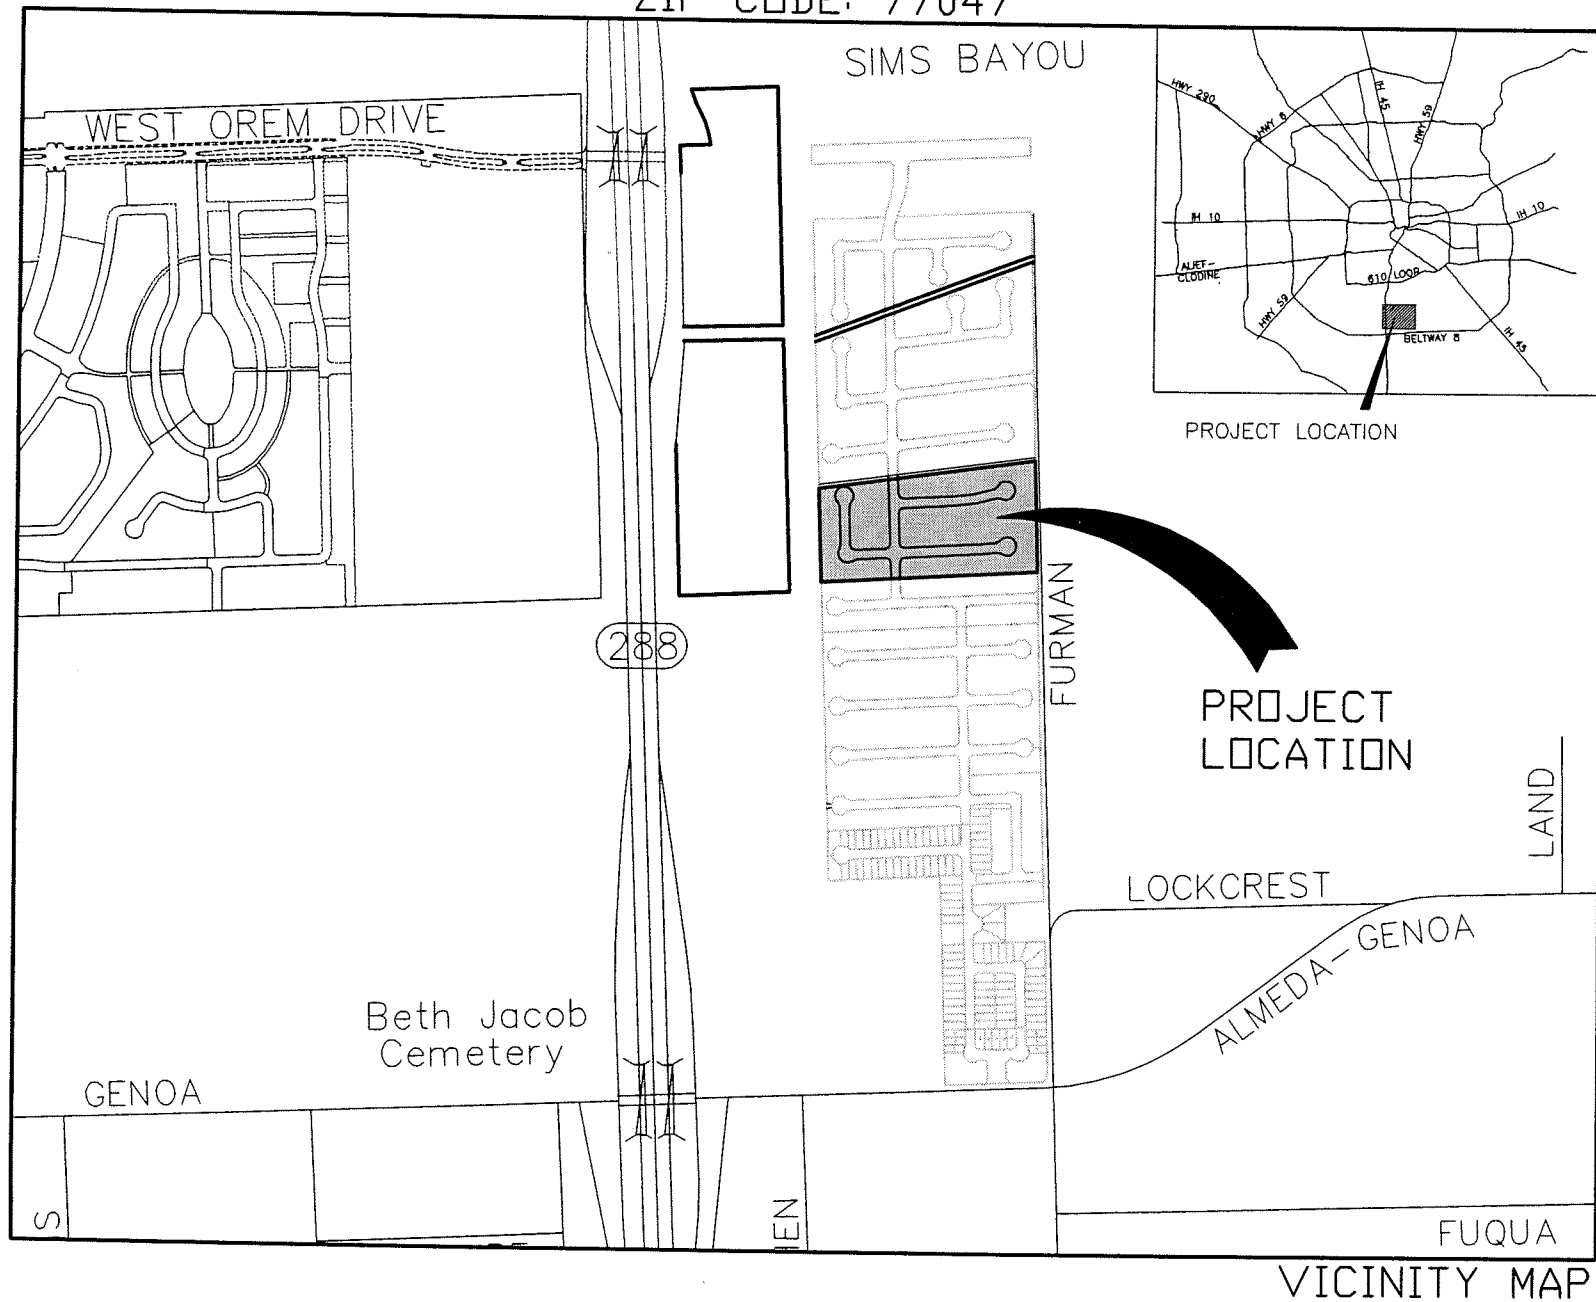 ZIP CODE: 77047
SIMS BAYOU
WEST OREM DRIVE
HWY 290
HWY 6
IH 45
HWY 59
IH 10
IH 10
ALIEF-
CLODINE
610 LOOP
HWY 59
BELTWAY 8
IH 45
PROJECT LOCATION
288
FURMAN
PROJECT
LOCATION
LAND
LOCKCREST
ALMEDA-GENOA
Beth Jacob
Cemetery
GENOA
S
HEN
FUQUA
VICINITY MAP